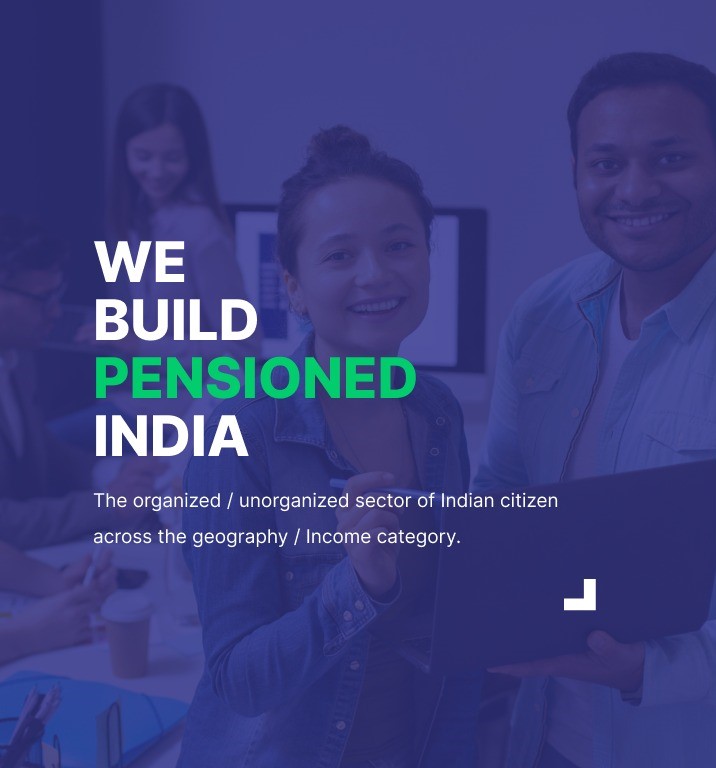 WE
BUILD
PENSIONED
INDIA
The organized / unorganized sector of Indian citizen
across the geography / Income category.